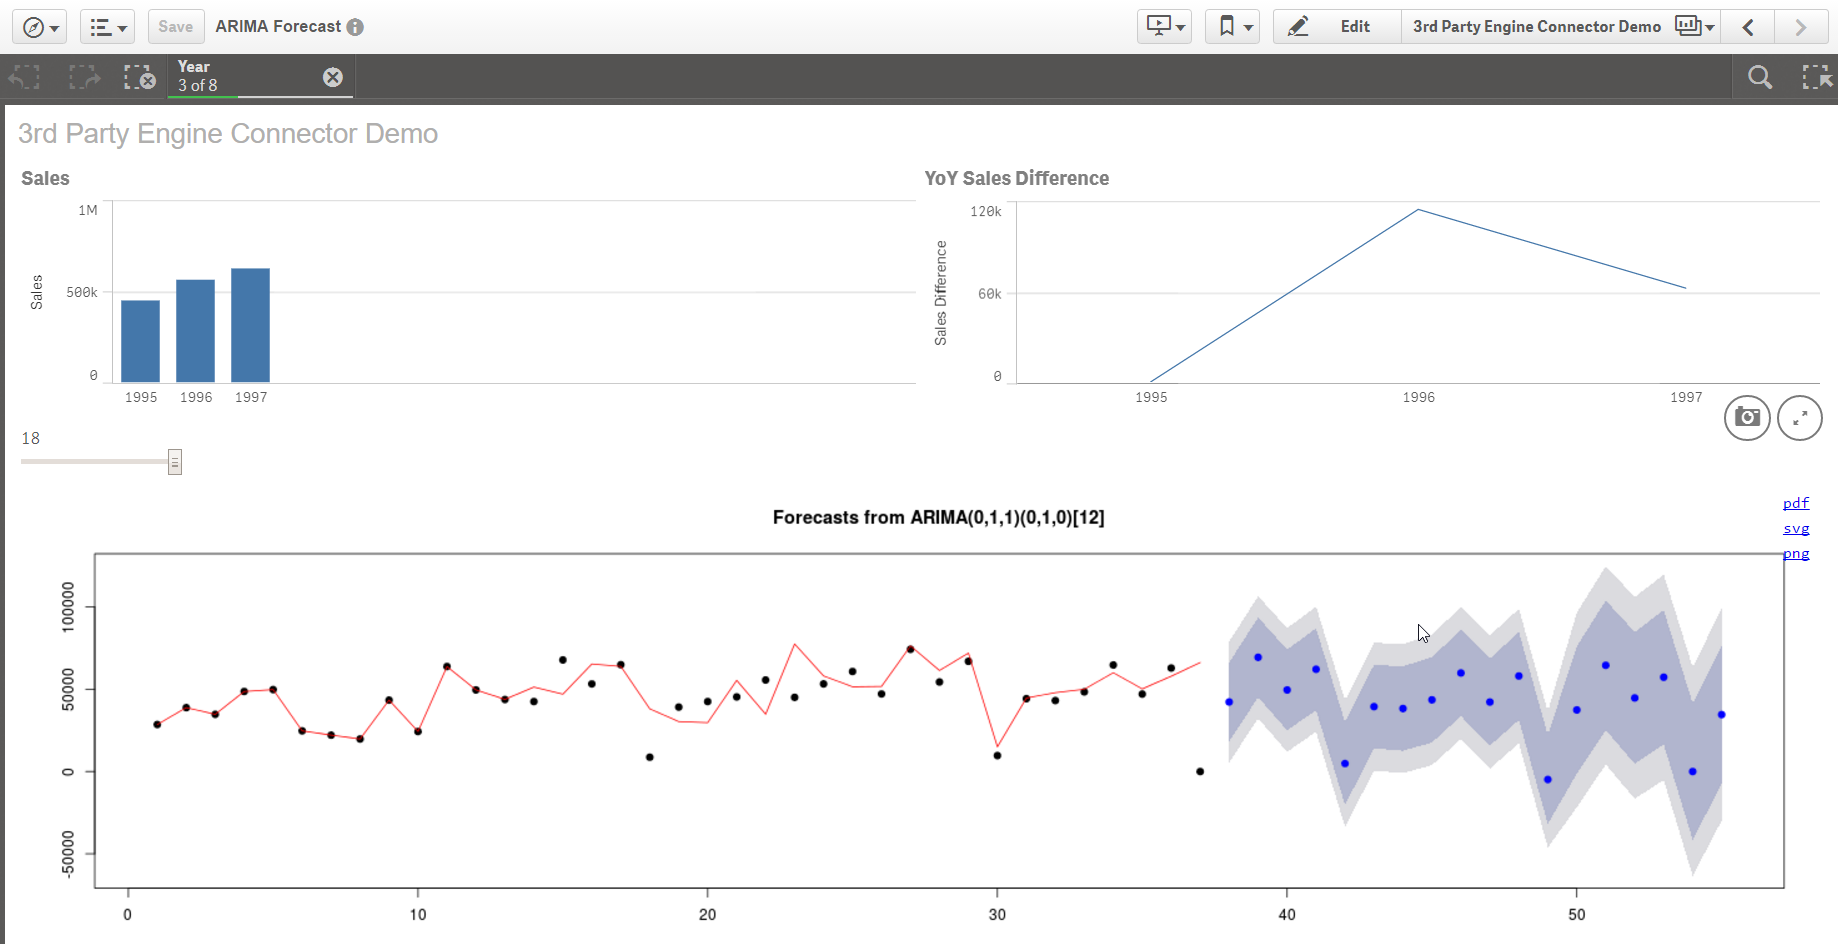 Save
ARIMA Forecast
Edit
3rd Party Engine Connector Demo
Year
3 of 8
3rd Party Engine Connector Demo
Sales
1M
500k
0
Sales
1995 1996 1997
YoY Sales Difference
120k
60k
0
Sales Difference
1995 1996 1997
18
pdf
svg
png
Forecasts from ARIMA(0,1,1)(0,1,0)[12]
100000
50000
0
-50000
0 10 20 30 40 50